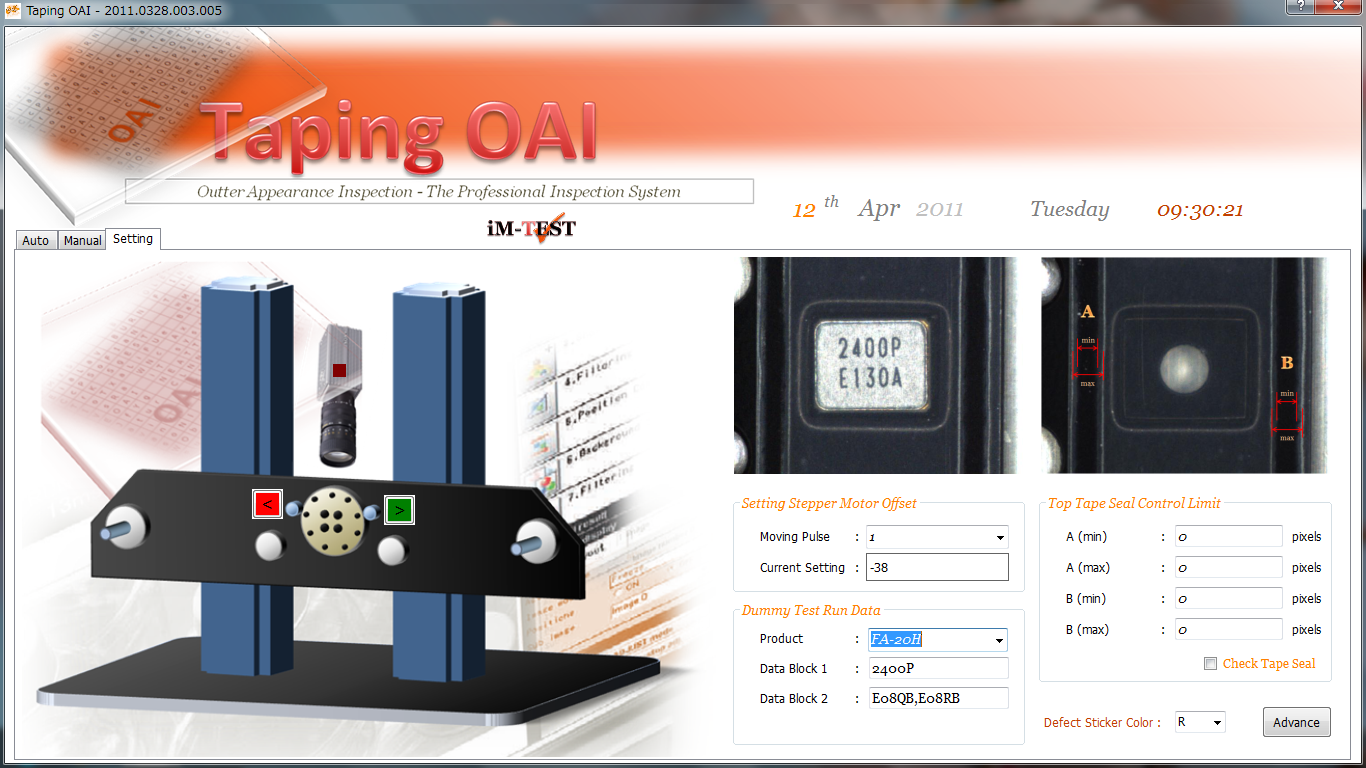 Taping OAI - 2011.0328.003.005
?
OAI
Taping OAI
Outter Appearance Inspection - The Professional Inspection System
iM-TEST
12 th Apr 2011 Tuesday 09:30:21
Auto Manual Setting
OAI
4.Filtering
5.Position
6.Background
7.Filtering
< >
2400P
E130A
A
min
max
B
min
max
Setting Stepper Motor Offset
Moving Pulse : 1
Current Setting : -38
Dummy Test Run Data
Product : FA-20H
Data Block 1 : 2400P
Data Block 2 : E08QB,E08RB
Top Tape Seal Control Limit
A (min) : 0 pixels
A (max) : 0 pixels
B (min) : 0 pixels
B (max) : 0 pixels
Check Tape Seal
Defect Sticker Color : R
Advance